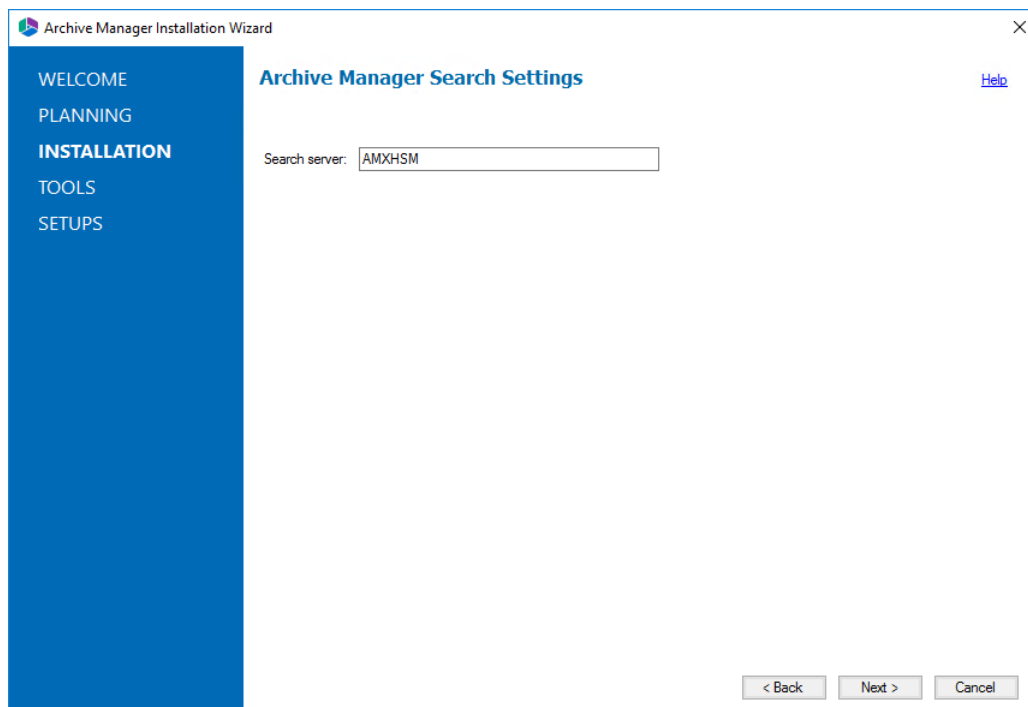 Archive Manager Installation Wizard
WELCOME
PLANNING
INSTALLATION
TOOLS
SETUPS
Archive Manager Search Settings
Help
Search server: AMXHSM
< Back Next > Cancel